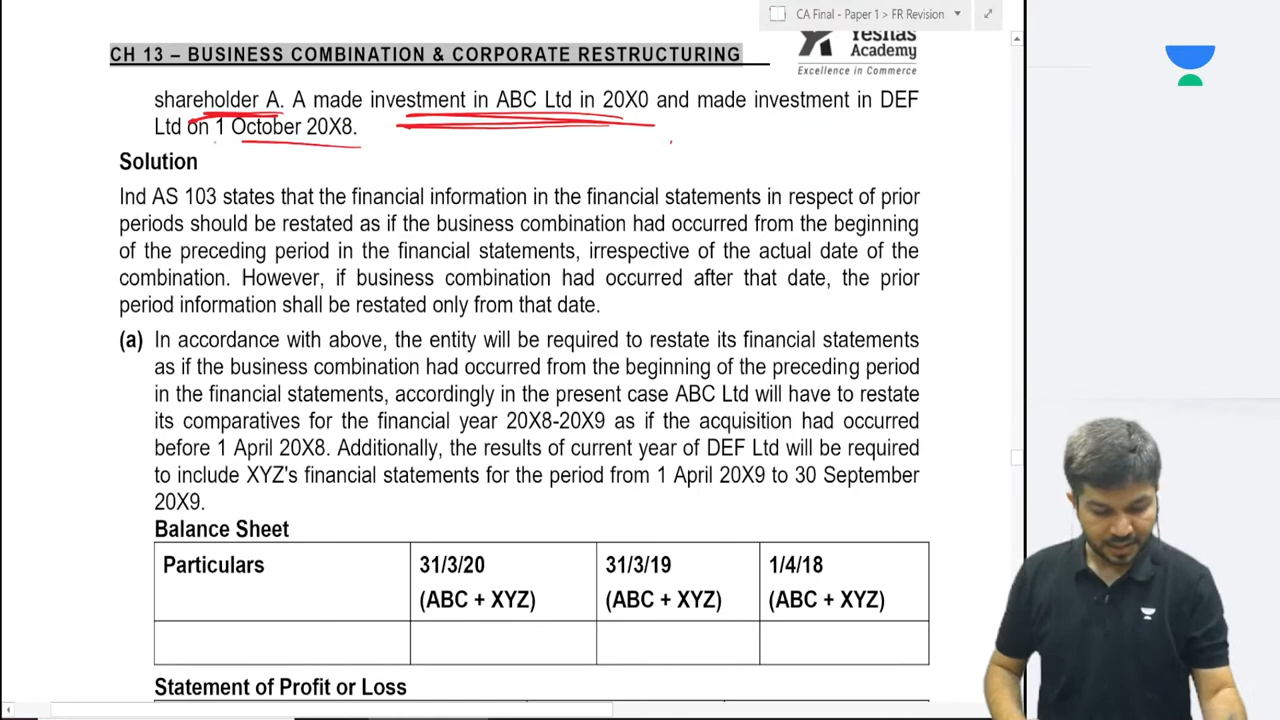 CA Final - Paper 1 > FR Revision
Yeshas
Academy
Excellence in Commerce
CH 13 – BUSINESS COMBINATION & CORPORATE RESTRUCTURING
shareholder A. A made investment in ABC Ltd in 20X0 and made investment in DEF
Ltd on 1 October 20X8.
Solution
Ind AS 103 states that the financial information in the financial statements in respect of prior
periods should be restated as if the business combination had occurred from the beginning
of the preceding period in the financial statements, irrespective of the actual date of the
combination. However, if business combination had occurred after that date, the prior
period information shall be restated only from that date.
(a) In accordance with above, the entity will be required to restate its financial statements
as if the business combination had occurred from the beginning of the preceding period
in the financial statements, accordingly in the present case ABC Ltd will have to restate
its comparatives for the financial year 20X8-20X9 as if the acquisition had occurred
before 1 April 20X8. Additionally, the results of current year of DEF Ltd will be required
to include XYZ's financial statements for the period from 1 April 20X9 to 30 September
20X9.
Balance Sheet
Particulars 31/3/20 31/3/19 1/4/18
(ABC + XYZ) (ABC + XYZ) (ABC + XYZ)
Statement of Profit or Loss